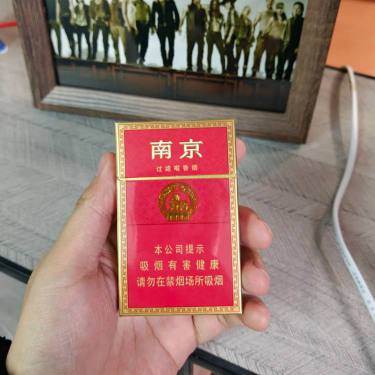 南京
过滤嘴香烟
本公司提示
吸烟有害健康
请勿在禁烟场所吸烟